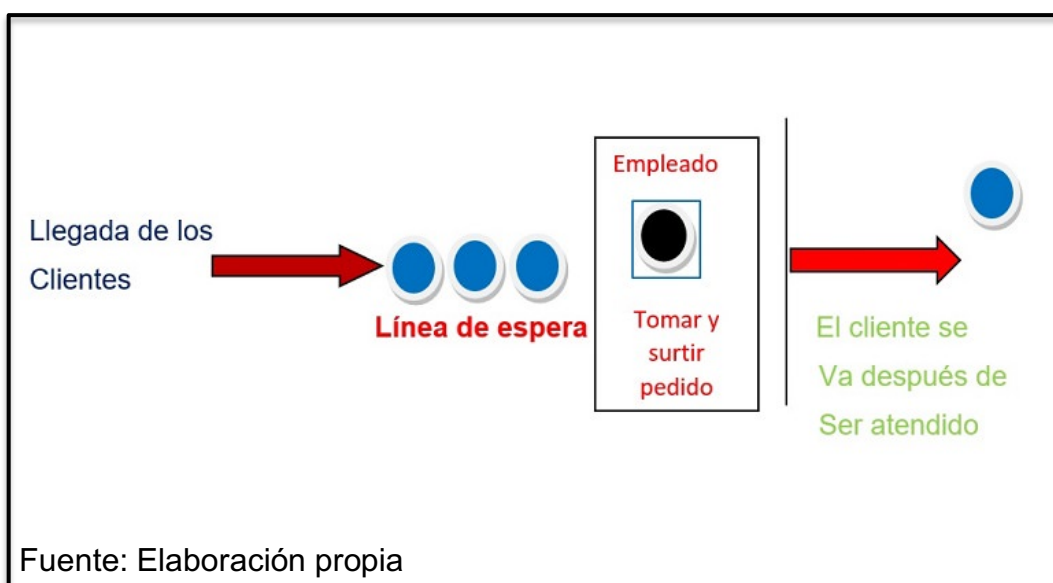 Llegada de los
Clientes
Línea de espera
Empleado
Tomar y
surtir
pedido
El cliente se
Va después de
Ser atendido
Fuente: Elaboración propia